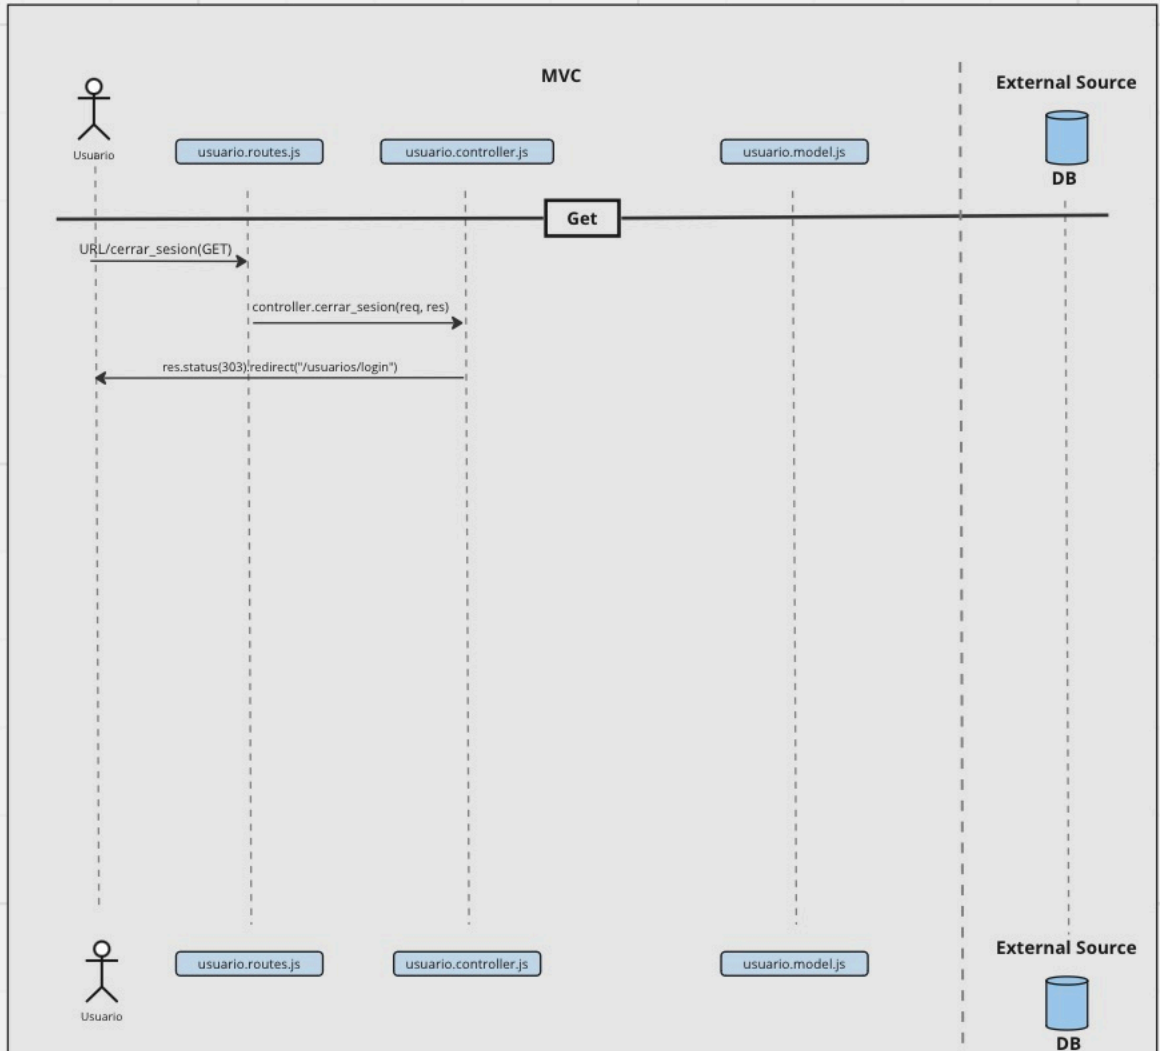 MVC
External Source
Usuario
usuario.routes.js
usuario.controller.js
usuario.model.js
DB
Get
URL/cerrar_sesion(GET)
controller.cerrar_sesion(req, res)
res.status(303).redirect("/usuarios/login")
External Source
usuario.routes.js
usuario.controller.js
usuario.model.js
Usuario
DB